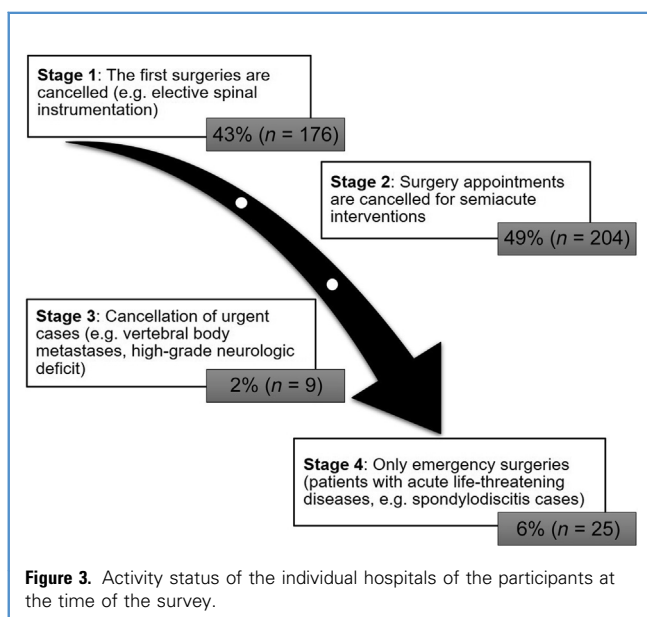 Stage 1: The first surgeries are
cancelled (e.g. elective spinal
instrumentation)
43% (n = 176)
Stage 2: Surgery appointments
are cancelled for semiacute
interventions
49% (n = 204)
Stage 3: Cancellation of urgent
cases (e.g. vertebral body
metastases, high-grade neurologic
deficit)
2% (n = 9)
Stage 4: Only emergency surgeries
(patients with acute life-threatening
diseases, e.g. spondylodiscitis cases)
6% (n = 25)
Figure 3. Activity status of the individual hospitals of the participants at
the time of the survey.